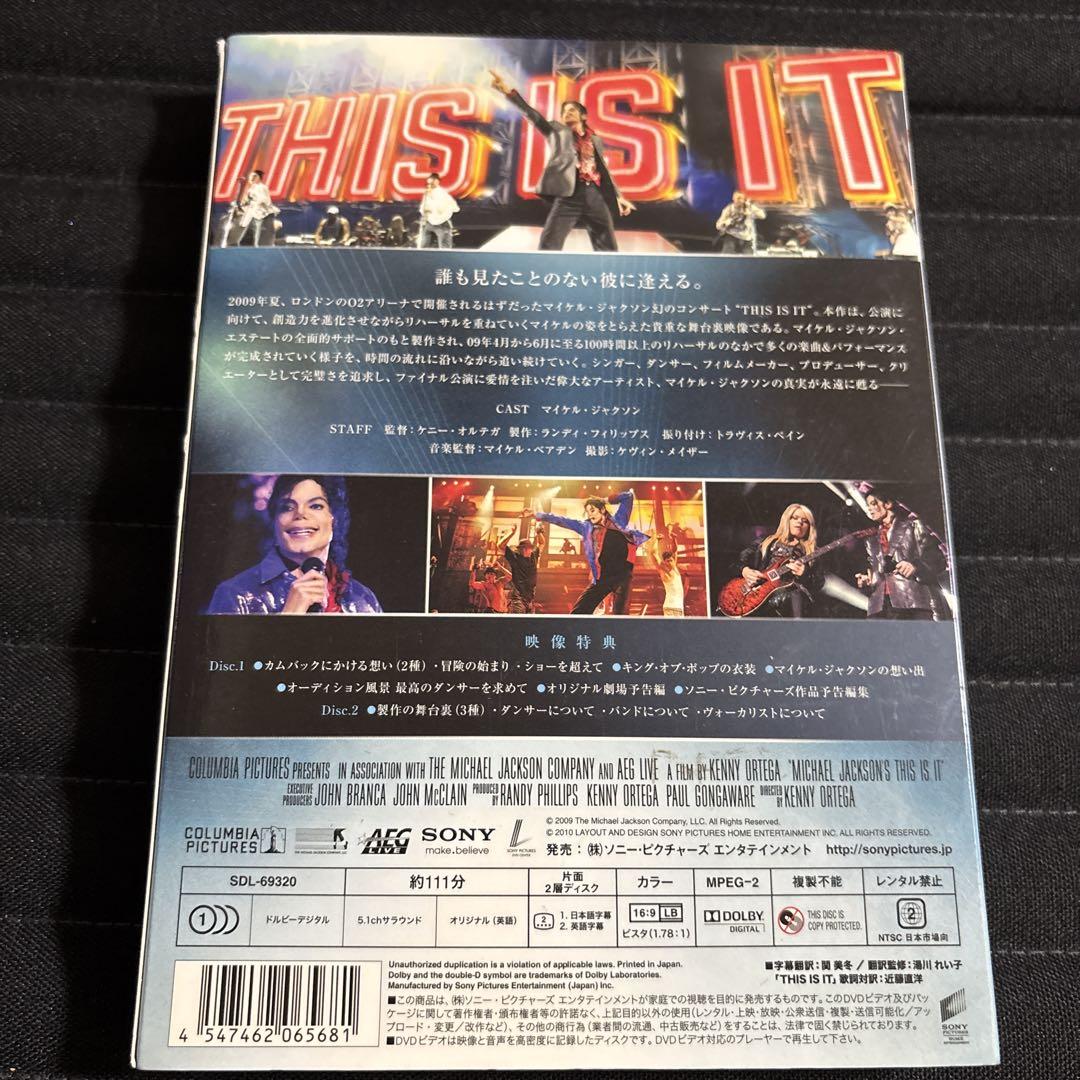 THIS IS IT
誰も見たことのない彼に逢える。
2009年夏、ロンドンのO2アリーナで開催されるはずだったマイケル・ジャクソン幻のコンサート“THIS IS IT”。本作は、公演に
向けて、創造力を進化させながらリハーサルを重ねていくマイケルの姿をとらえた貴重な舞台裏映像である。マイケル・ジャクソン・
エステートの全面的サポートのもと製作され、09年4月から6月に至る100時間以上のリハーサルのなかで多くの楽曲&パフォーマンス
が完成されていく様子を、時間の流れに沿いながら追い続けていく。シンガー、ダンサー、フィルムメーカー、プロデューサー、クリ
エーターとして完璧さを追求し、ファイナル公演に愛情を注いだ偉大なアーティスト、マイケル・ジャクソンの真実が永遠に甦る——
CAST マイケル・ジャクソン
STAFF 監督：ケニー・オルテガ 製作：ランディ・フィリップス 振り付け：トラヴィス・ペイン
音楽監督：マイケル・ベアデン 撮影：ケヴィン・メイザー
映像特典
Disc.1 ●カムバックにかける想い（2種）・冒険の始まり・ショーを超えて ●キング・オブ・ポップの衣装 ●マイケル・ジャクソンの想い出
●オーディション風景 最高のダンサーを求めて ●オリジナル劇場予告編 ●ソニー・ピクチャーズ作品予告編集
Disc.2 ●製作の舞台裏（3種）・ダンサーについて・バンドについて・ヴォーカリストについて
COLUMBIA PICTURES PRESENTS IN ASSOCIATION WITH THE MICHAEL JACKSON COMPANY AND AEG LIVE A FILM BY KENNY ORTEGA "MICHAEL JACKSON'S THIS IS IT"
EXECUTIVE PRODUCERS JOHN BRANCA JOHN McCLAIN PRODUCED BY RANDY PHILLIPS KENNY ORTEGA PAUL GONGAWARE DIRECTED BY KENNY ORTEGA
COLUMBIA PICTURES
AEG LIVE
SONY
make.believe
SONY PICTURES
© 2009 The Michael Jackson Company, LLC. All Rights Reserved.
© 2010 LAYOUT AND DESIGN SONY PICTURES HOME ENTERTAINMENT INC. ALL RIGHTS RESERVED.
発売：（株）ソニー・ピクチャーズ エンタテインメント http://sonypictures.jp
SDL-69320 約111分 片面2層ディスク カラー MPEG-2 複製不能 レンタル禁止
1 ドルビーデジタル 5.1chサラウンド オリジナル（英語） 2 1. 日本語字幕 2. 英語字幕 16:9 LB ビスタ（1.78：1） DOLBY DIGITAL THIS DISC IS COPY PROTECTED. 2 NTSC 日本市場向
Unauthorized duplication is a violation of applicable laws. Printed in Japan.
Dolby and the double-D symbol are trademarks of Dolby Laboratories.
Manufactured by Sony Pictures Entertainment (Japan) Inc.
■字幕翻訳：関 美冬 / 翻訳監修：湯川 れい子
「THIS IS IT」歌詞対訳：近藤直洋
■この商品は、（株）ソニー・ピクチャーズ エンタテインメントが家庭での視聴を目的に発売するものです。このDVDビデオ及びパッ
ケージに関して著作権者・頒布権者等の許諾なく、上記目的以外の使用（レンタル・上映・放映・公衆送信・複製・送信可能化／アッ
プロード・変更／改作など）、その他の商行為（業者間の流通、中古販売など）をすることは、法律で固く禁じられております。
■DVDビデオは映像と音声を高密度に記録したディスクです。DVDビデオ対応のプレーヤーで再生して下さい。
4 547462 065681
SONY PICTURES